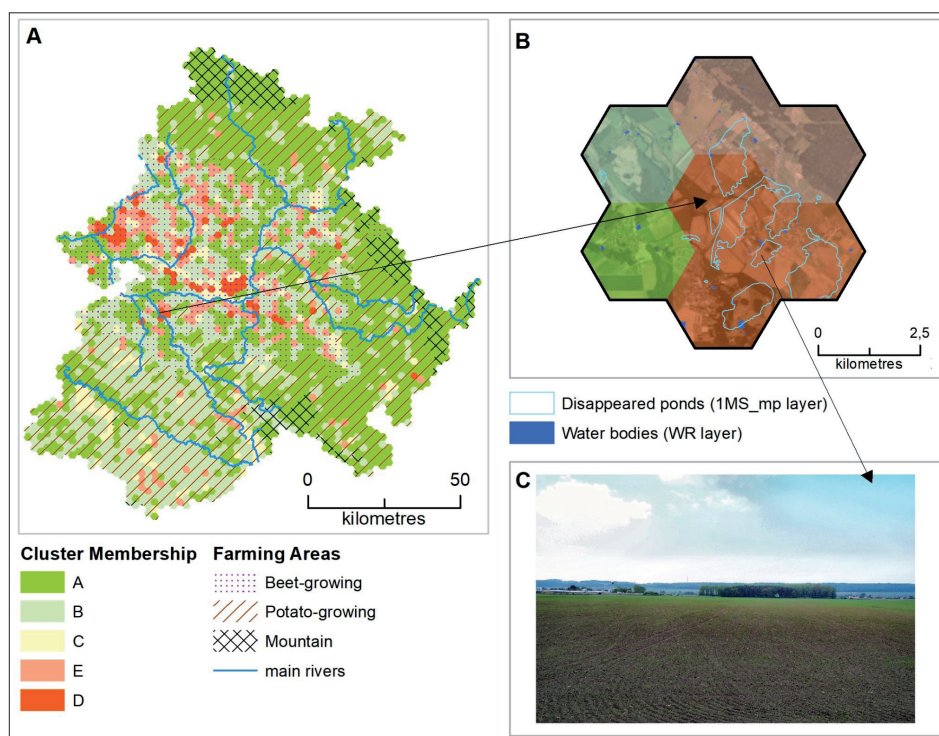 A
0
50
kilometres
B
0
2,5
kilometres
Disappeared ponds (1MS_mp layer)
Water bodies (WR layer)
C
Cluster Membership
A
B
C
E
D
Farming Areas
Beet-growing
Potato-growing
Mountain
main rivers